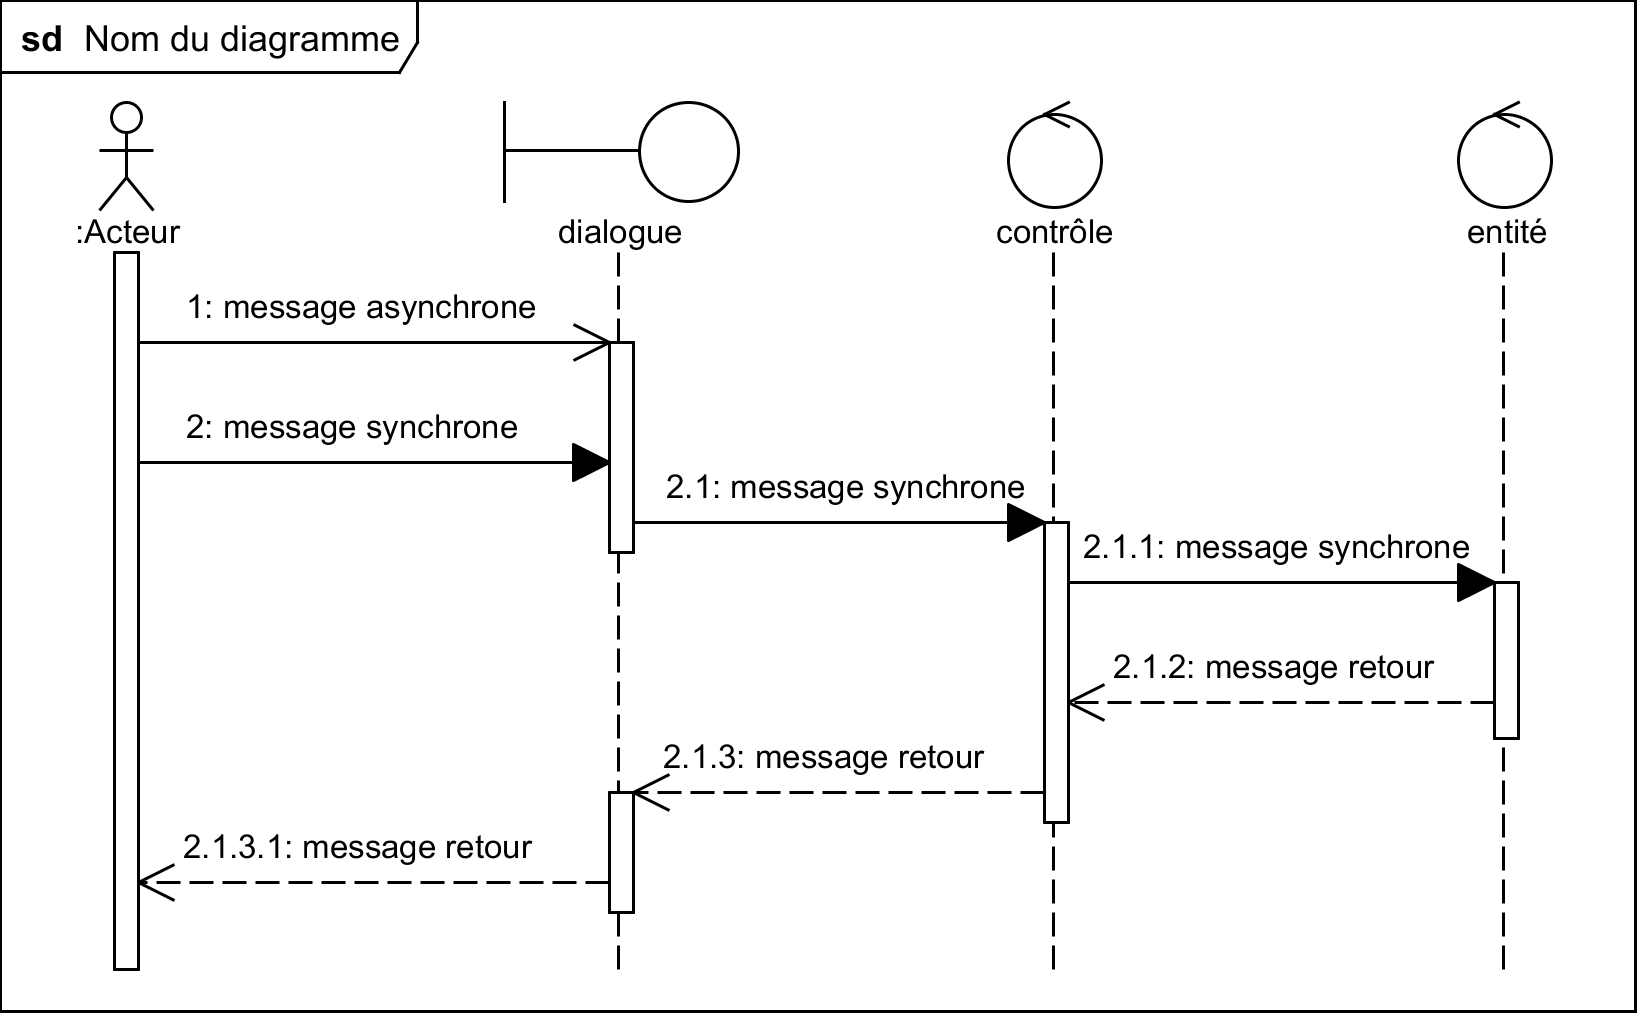 sd Nom du diagramme
:Acteur
dialogue
contrôle
entité
1: message asynchrone
2: message synchrone
2.1: message synchrone
2.1.1: message synchrone
2.1.2: message retour
2.1.3: message retour
2.1.3.1: message retour